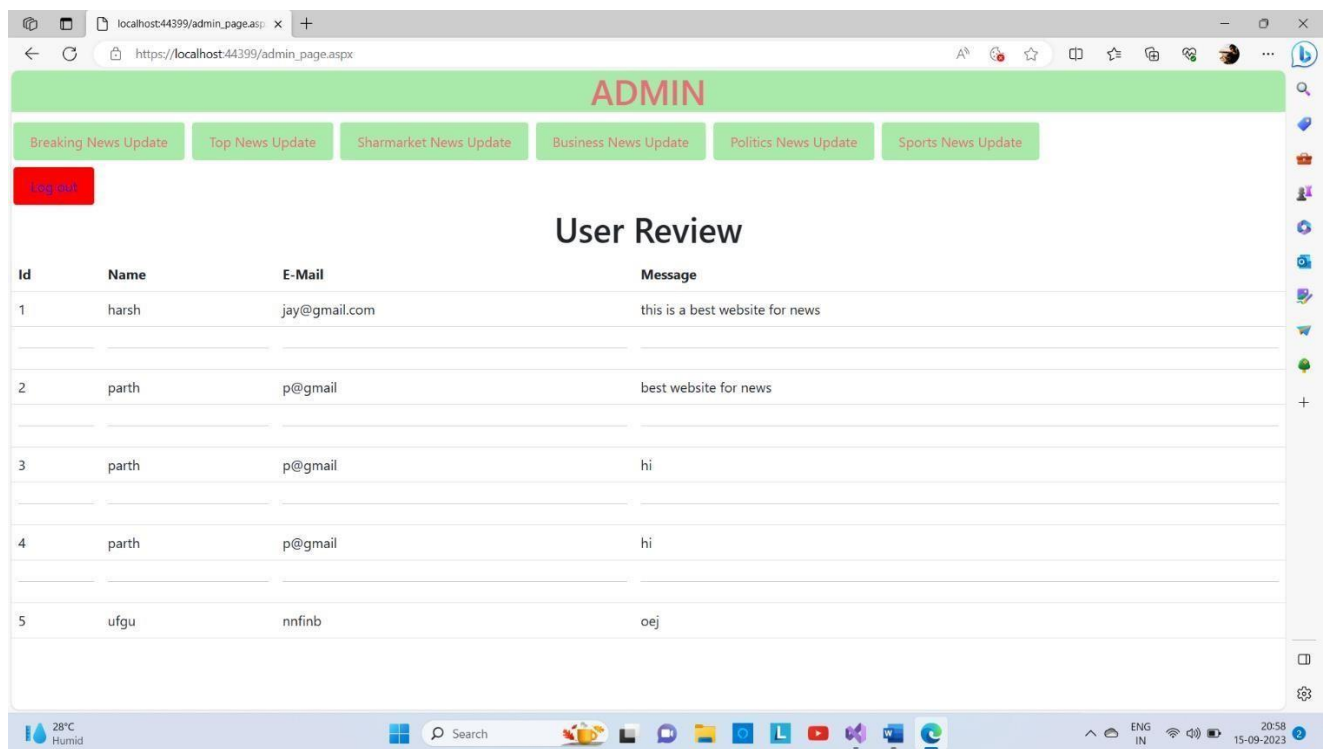 localhost:44399/admin_page.asp
https://localhost:44399/admin_page.aspx
ADMIN
Breaking News Update Top News Update Sharmarket News Update Business News Update Politics News Update Sports News Update
Log out
User Review
Id Name E-Mail Message
1 harsh jay@gmail.com this is a best website for news
2 parth p@gmail best website for news
3 parth p@gmail hi
4 parth p@gmail hi
5 ufgu nnfinb oej
28°C
Humid
Search
ENG
IN
20:58
15-09-2023
2